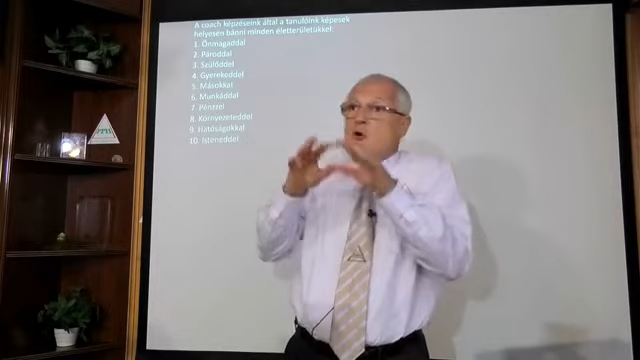 A coach képzéseink által a tanulóink képesek
helyesen bánni minden életterületükkel:
1. Önmagaddal
2. Pároddal
3. Szülőddel
4. Gyerekeddel
5. Másokkal
6. Munkáddal
7. Pénzzel
8. Környezeteddel
9. Hatóságokkal
10. Isteneddel